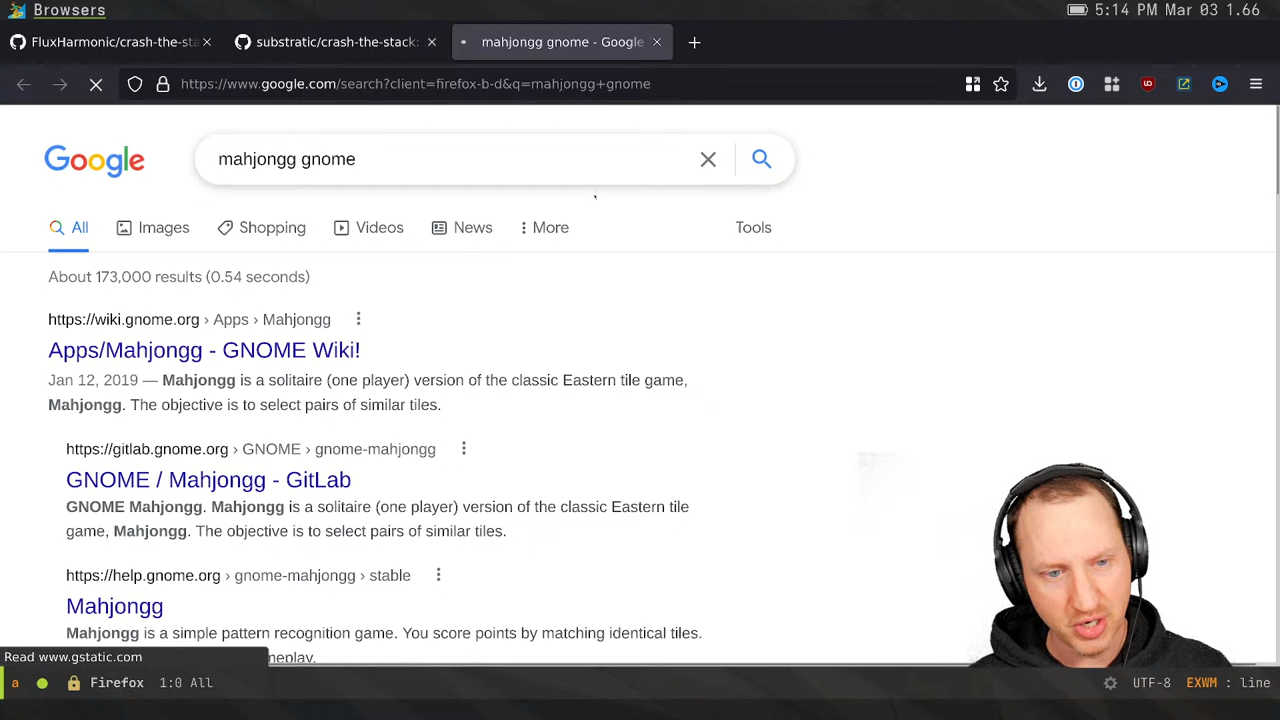 Browsers
5:14 PM Mar 03 1.66
FluxHarmonic/crash-the-sta
substratic/crash-the-stack:
mahjongg gnome - Google
https://www.google.com/search?client=firefox-b-d&q=mahjongg+gnome
Google
mahjongg gnome
All
Images
Shopping
Videos
News
More
Tools
About 173,000 results (0.54 seconds)
https://wiki.gnome.org › Apps › Mahjongg
Apps/Mahjongg - GNOME Wiki!
Jan 12, 2019 — Mahjongg is a solitaire (one player) version of the classic Eastern tile game,
Mahjongg. The objective is to select pairs of similar tiles.
https://gitlab.gnome.org › GNOME › gnome-mahjongg
GNOME / Mahjongg - GitLab
GNOME Mahjongg. Mahjongg is a solitaire (one player) version of the classic Eastern tile
game, Mahjongg. The objective is to select pairs of similar tiles.
https://help.gnome.org › gnome-mahjongg › stable
Mahjongg
Mahjongg is a simple pattern recognition game. You score points by matching identical tiles.
Read www.gstatic.com
a Firefox 1:0 All
UTF-8 EXWM : line